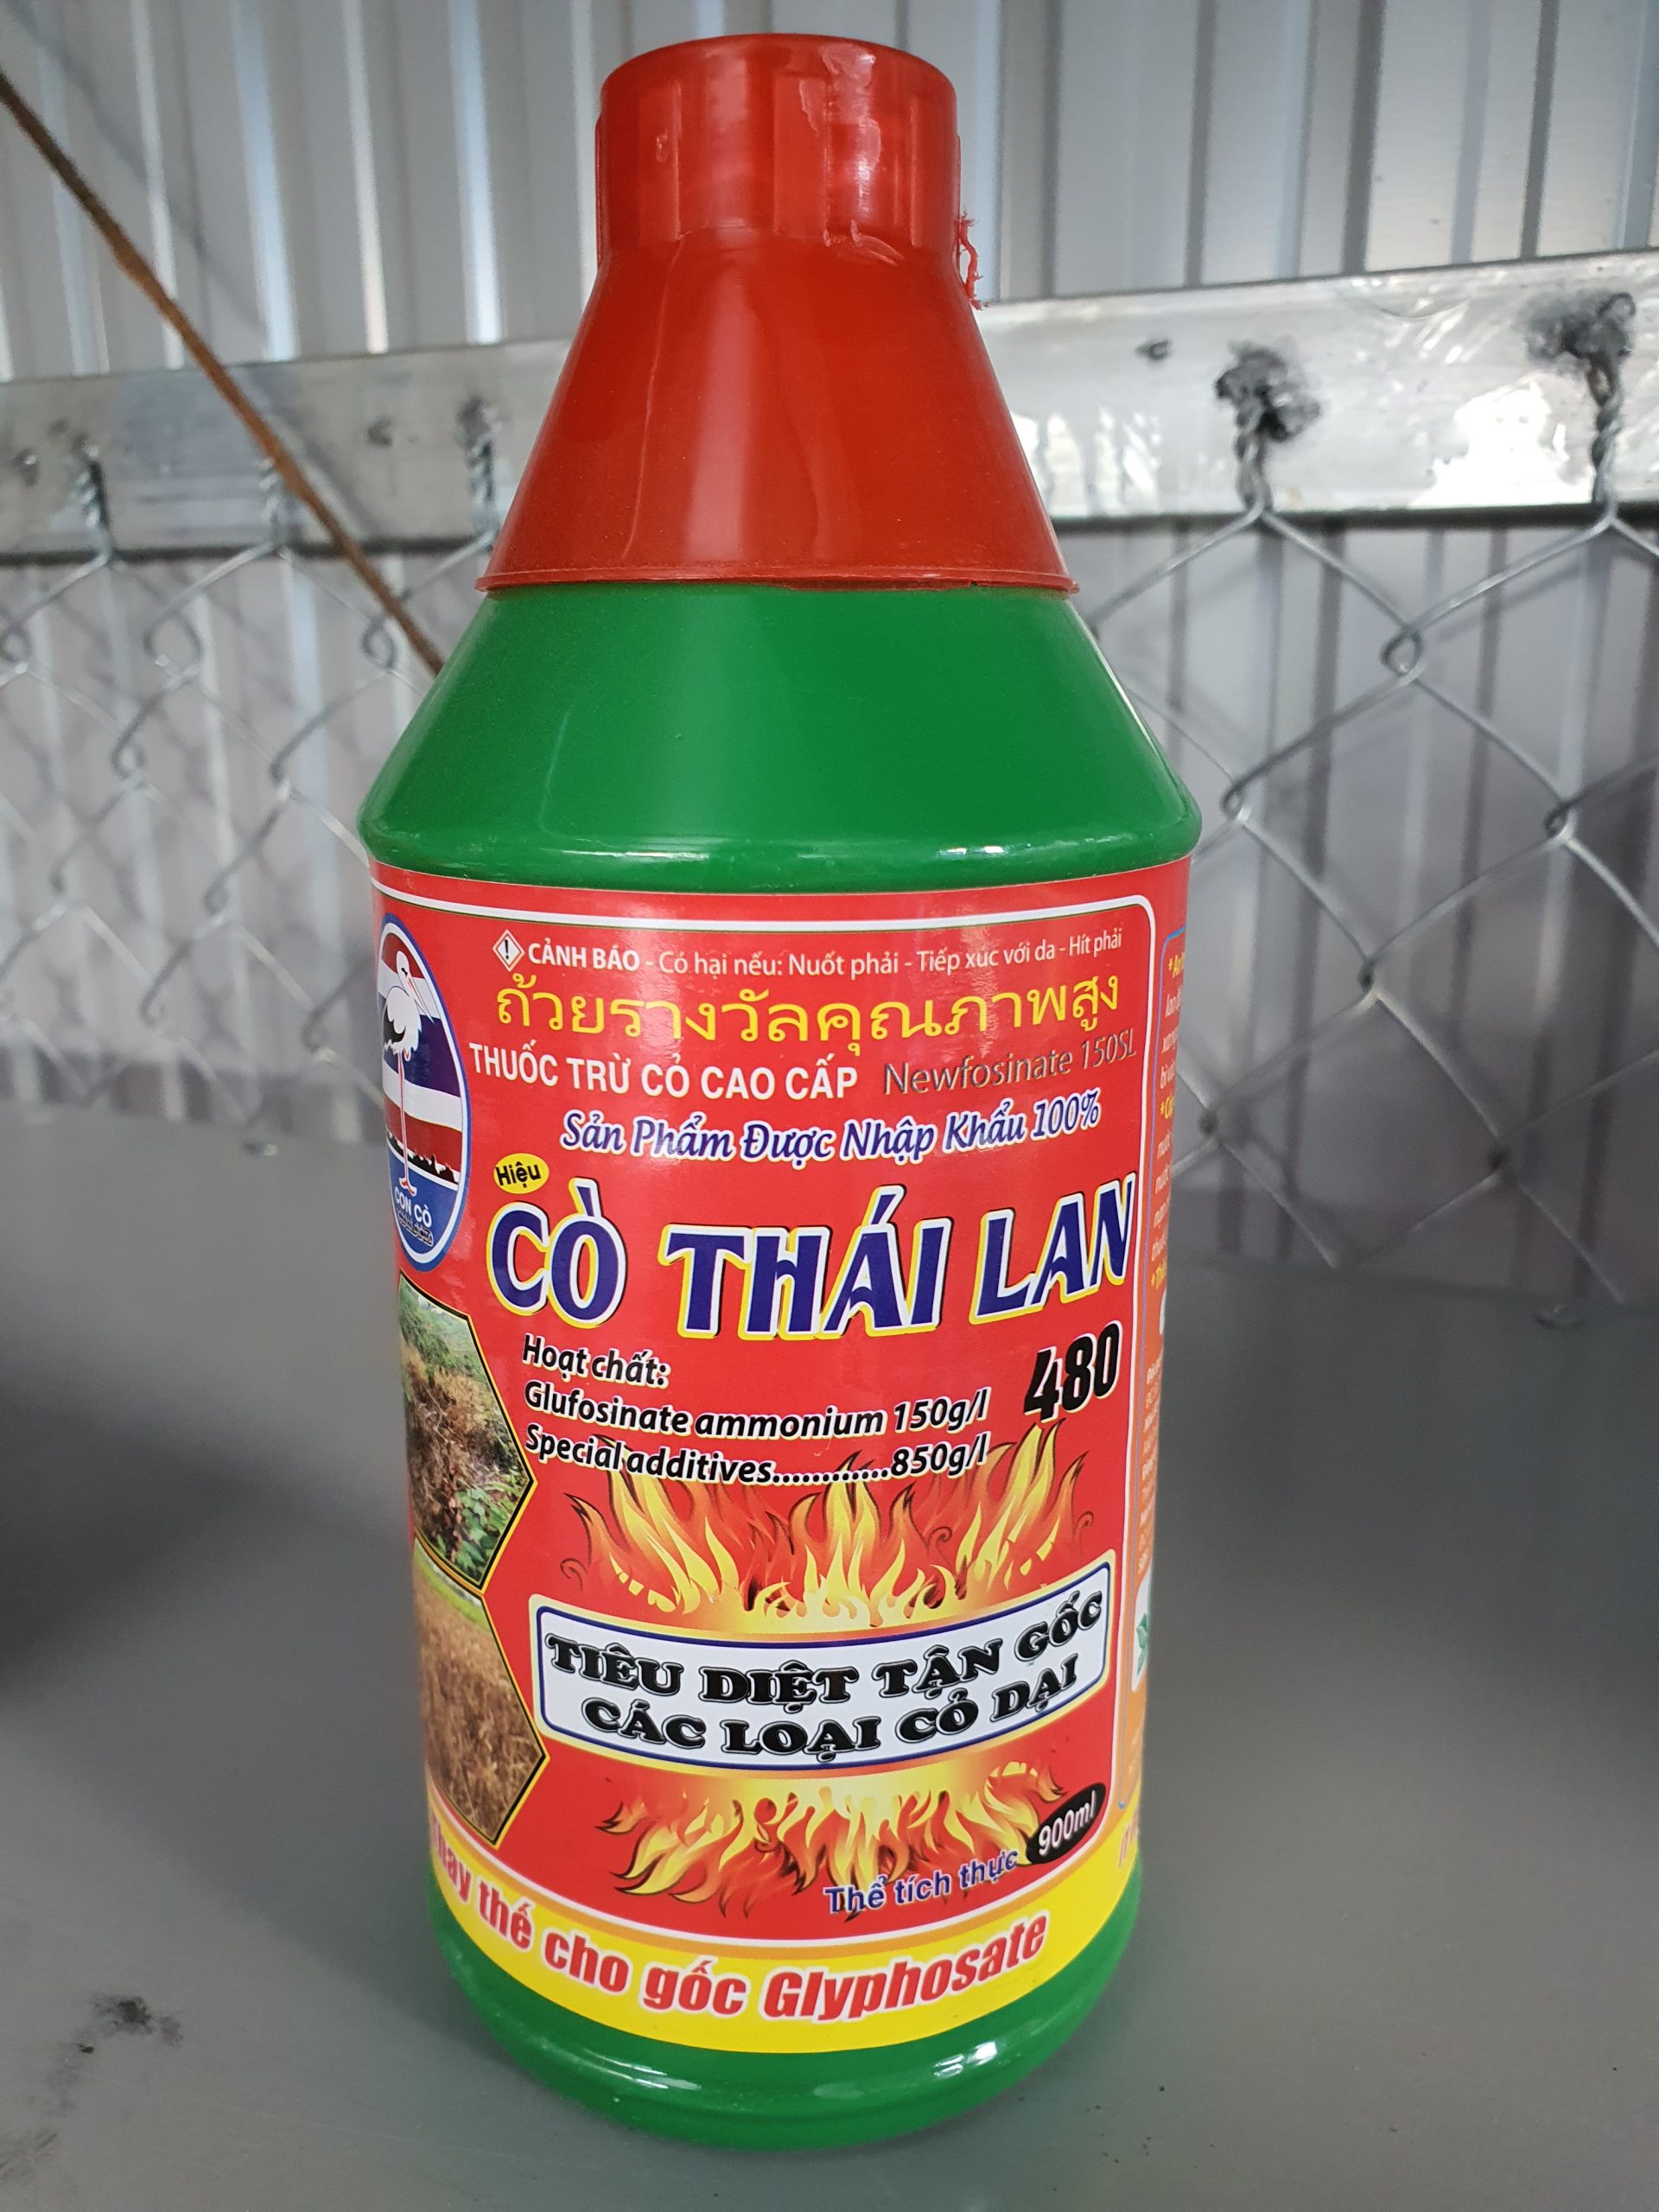 CẢNH BÁO - Có hại nếu: Nuốt phải - Tiếp xúc với da - Hít phải
ถ้วยรางวัลคุณภาพสูง
THUỐC TRỪ CỎ CAO CẤP Newfosinate 150SL
Sản Phẩm Được Nhập Khẩu 100%
Hiệu
CÒ THÁI LAN
480
CON CÒ
Hoạt chất:
Glufosinate ammonium 150g/l
Special additives............850g/l
TIÊU DIỆT TẬN GỐC
CÁC LOẠI CỎ DẠI
Thể tích thực 900ml
thay thế cho gốc Glyphosate